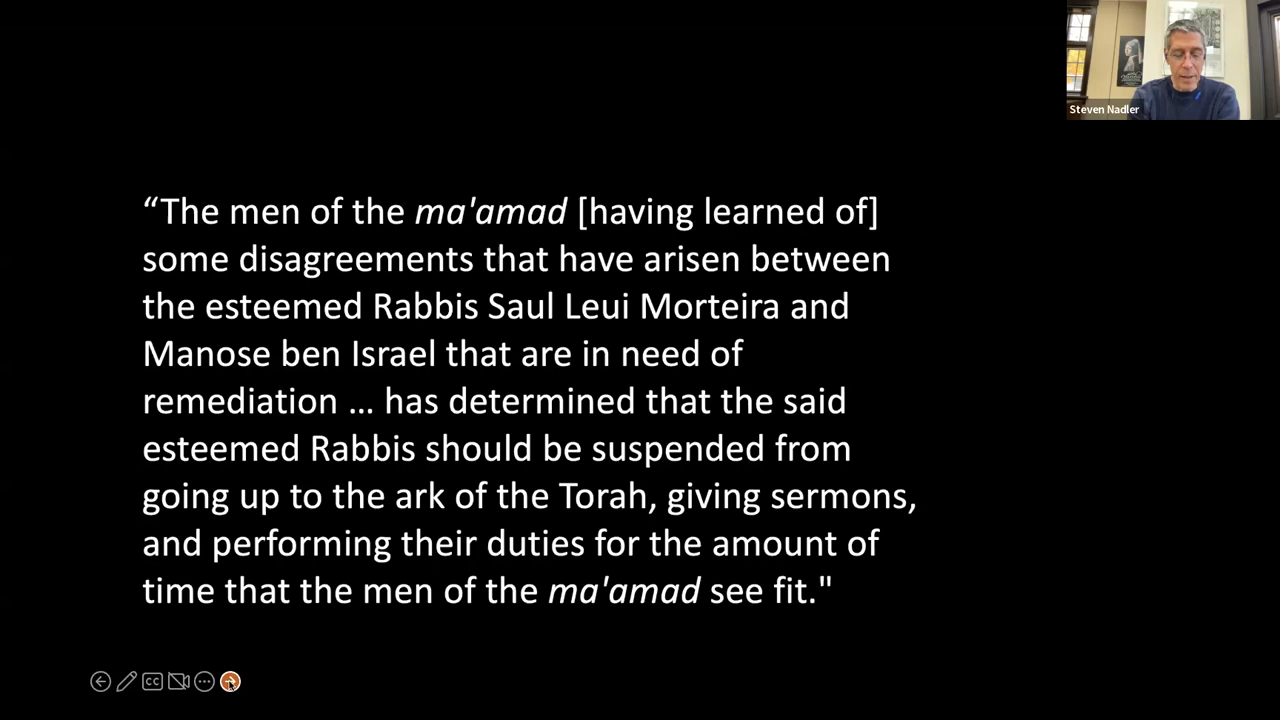 Steven Nadler
“The men of the ma'amad [having learned of]
some disagreements that have arisen between
the esteemed Rabbis Saul Leui Morteira and
Manose ben Israel that are in need of
remediation … has determined that the said
esteemed Rabbis should be suspended from
going up to the ark of the Torah, giving sermons,
and performing their duties for the amount of
time that the men of the ma'amad see fit."
CC